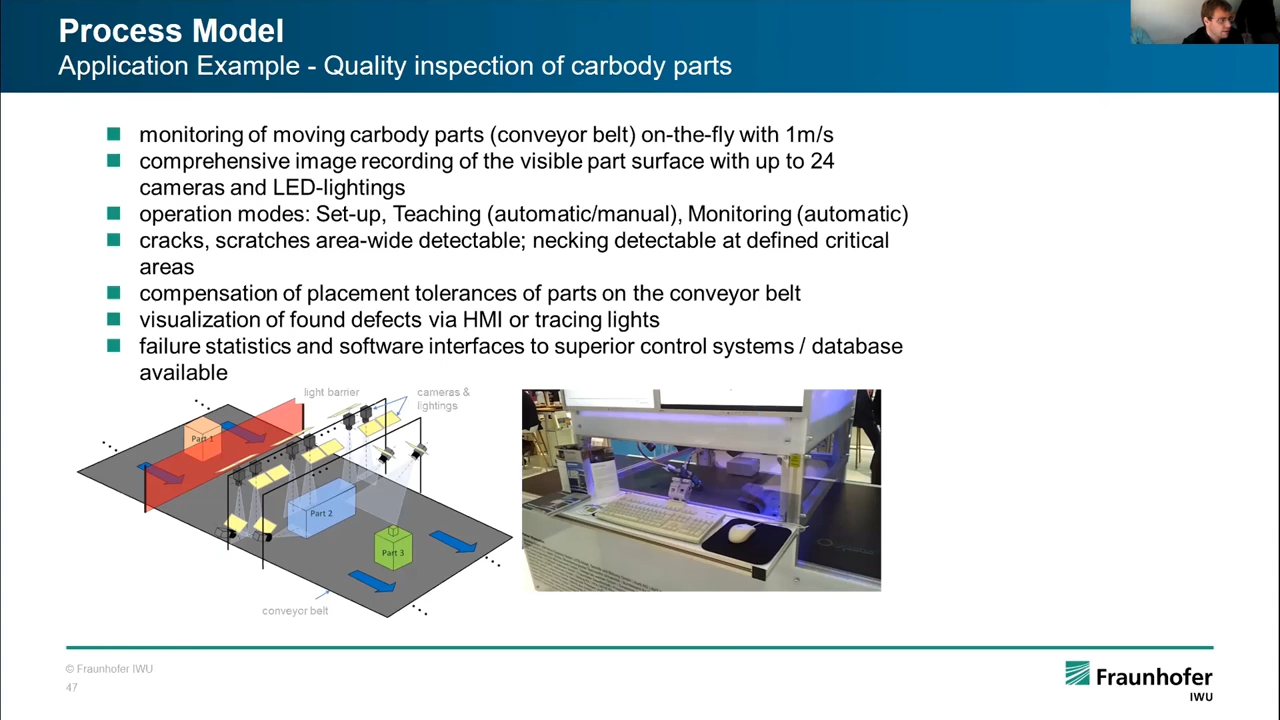 Process Model
Application Example - Quality inspection of carbody parts
monitoring of moving carbody parts (conveyor belt) on-the-fly with 1m/s
comprehensive image recording of the visible part surface with up to 24
cameras and LED-lightings
operation modes: Set-up, Teaching (automatic/manual), Monitoring (automatic)
cracks, scratches area-wide detectable; necking detectable at defined critical
areas
compensation of placement tolerances of parts on the conveyor belt
visualization of found defects via HMI or tracing lights
failure statistics and software interfaces to superior control systems / database
available
light barrier
cameras &
lightings
Part 1
Part 2
Part 3
conveyor belt
© Fraunhofer IWU
47
Fraunhofer
IWU